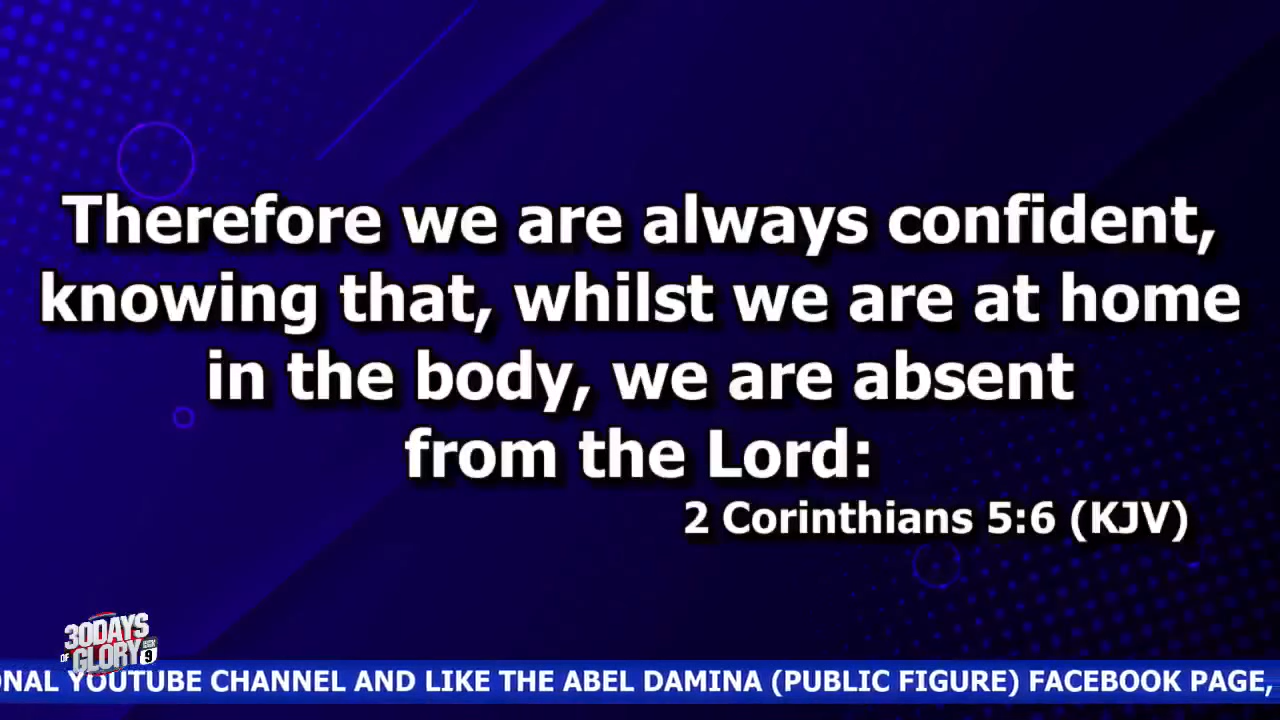 Therefore we are always confident,
knowing that, whilst we are at home
in the body, we are absent
from the Lord:
2 Corinthians 5:6 (KJV)
30DAYS
OF GLORY
9
ONAL YOUTUBE CHANNEL AND LIKE THE ABEL DAMINA (PUBLIC FIGURE) FACEBOOK PAGE,